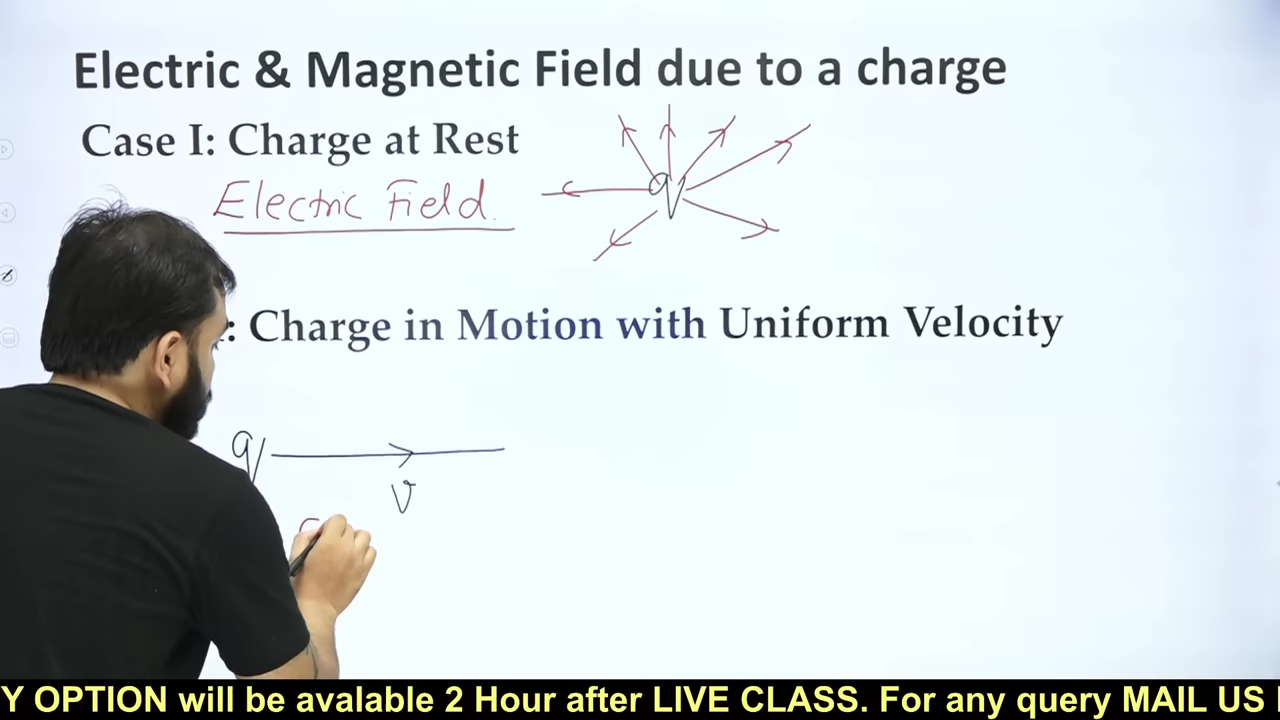 Electric & Magnetic Field due to a charge
Case I: Charge at Rest
q
Electric Field.
: Charge in Motion with Uniform Velocity
q
v
Y OPTION will be avalable 2 Hour after LIVE CLASS. For any query MAIL US